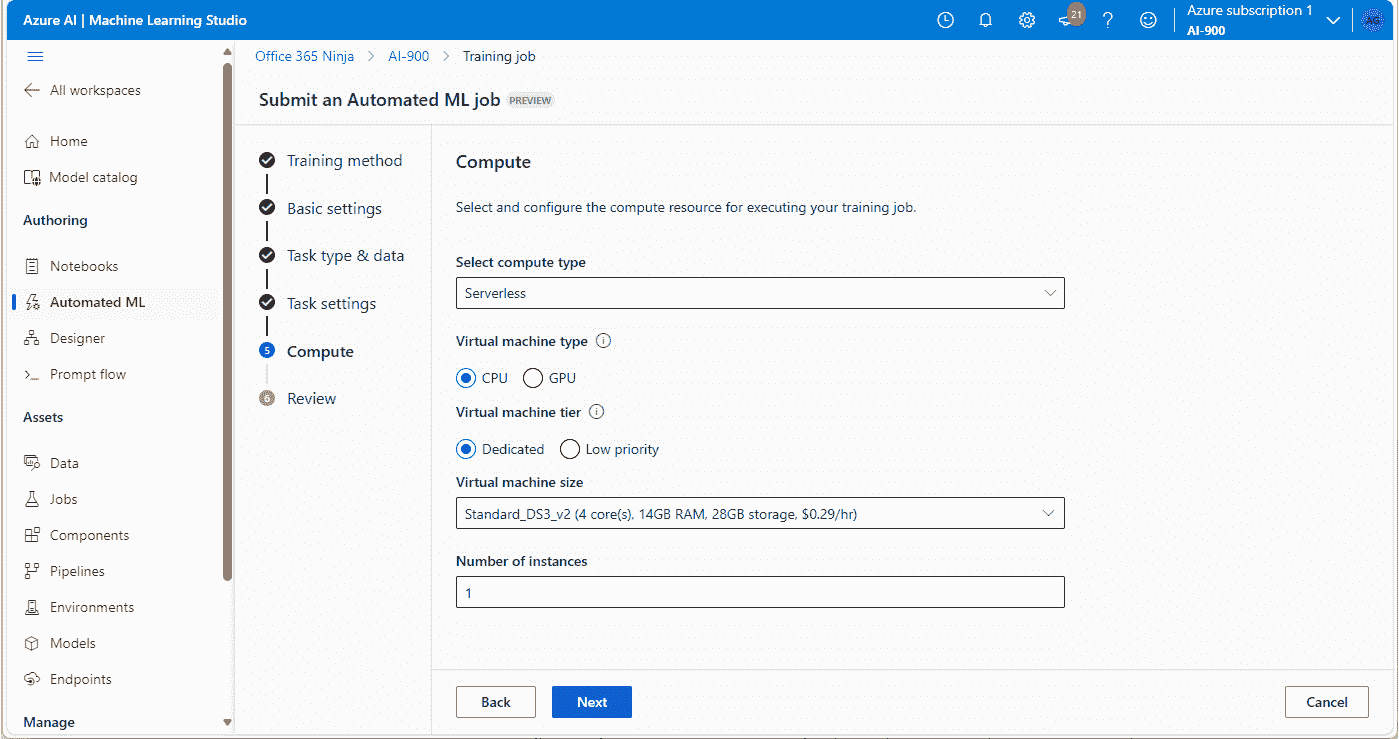 Azure AI | Machine Learning Studio
21
Azure subscription 1
AI-900
All workspaces
Home
Model catalog
Authoring
Notebooks
Automated ML
Designer
Prompt flow
Assets
Data
Jobs
Components
Pipelines
Environments
Models
Endpoints
Manage
Office 365 Ninja > AI-900 > Training job
Submit an Automated ML job PREVIEW
Training method
Basic settings
Task type & data
Task settings
5 Compute
6 Review
Compute
Select and configure the compute resource for executing your training job.
Select compute type
Serverless
Virtual machine type
CPU GPU
Virtual machine tier
Dedicated Low priority
Virtual machine size
Standard_DS3_v2 (4 core(s), 14GB RAM, 28GB storage, $0.29/hr)
Number of instances
1
Back Next Cancel